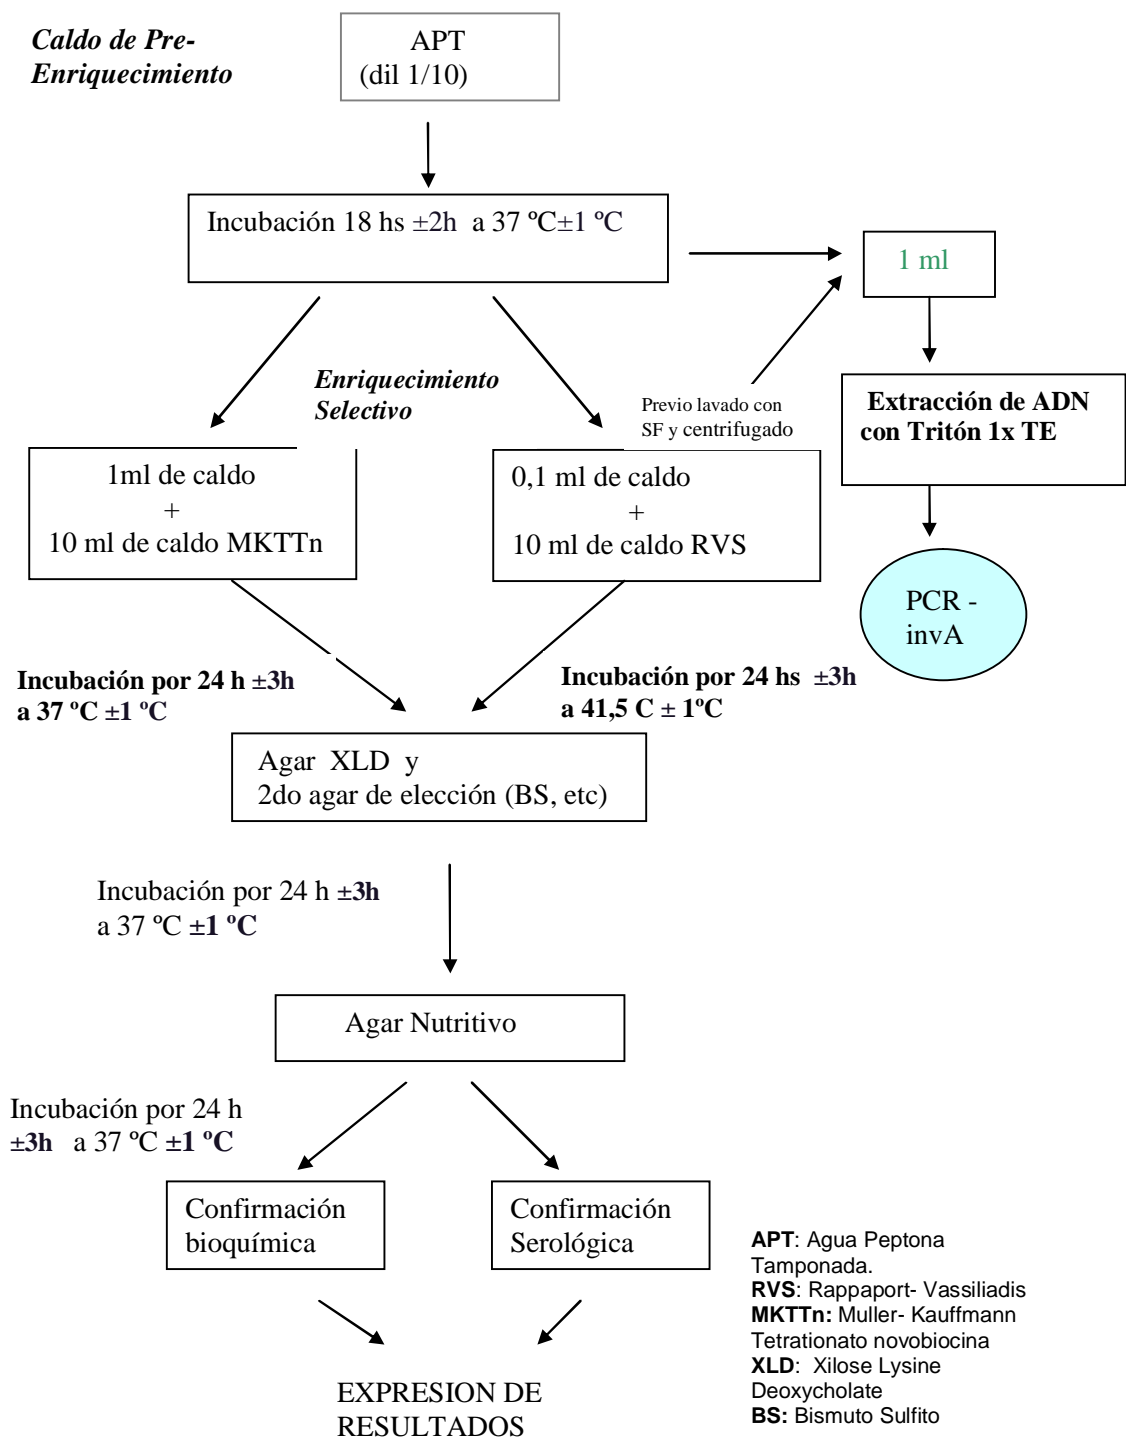 Caldo de Pre-
Enriquecimiento
APT
(dil 1/10)
Incubación 18 hs ±2h a 37 ºC±1 ºC
1 ml
Enriquecimiento
Selectivo
Previo lavado con
SF y centrifugado
Extracción de ADN
con Tritón 1x TE
1ml de caldo
+
10 ml de caldo MKTTn
0,1 ml de caldo
+
10 ml de caldo RVS
PCR -
invA
Incubación por 24 h ±3h
a 37 ºC ±1 ºC
Incubación por 24 hs ±3h
a 41,5 C ± 1ºC
Agar XLD y
2do agar de elección (BS, etc)
Incubación por 24 h ±3h
a 37 ºC ±1 ºC
Agar Nutritivo
Incubación por 24 h
±3h a 37 ºC ±1 ºC
Confirmación
bioquímica
Confirmación
Serológica
APT: Agua Peptona
Tamponada.
RVS: Rappaport- Vassiliadis
MKTTn: Muller- Kauffmann
Tetrationato novobiocina
XLD: Xilose Lysine
Deoxycholate
BS: Bismuto Sulfito
EXPRESION DE
RESULTADOS